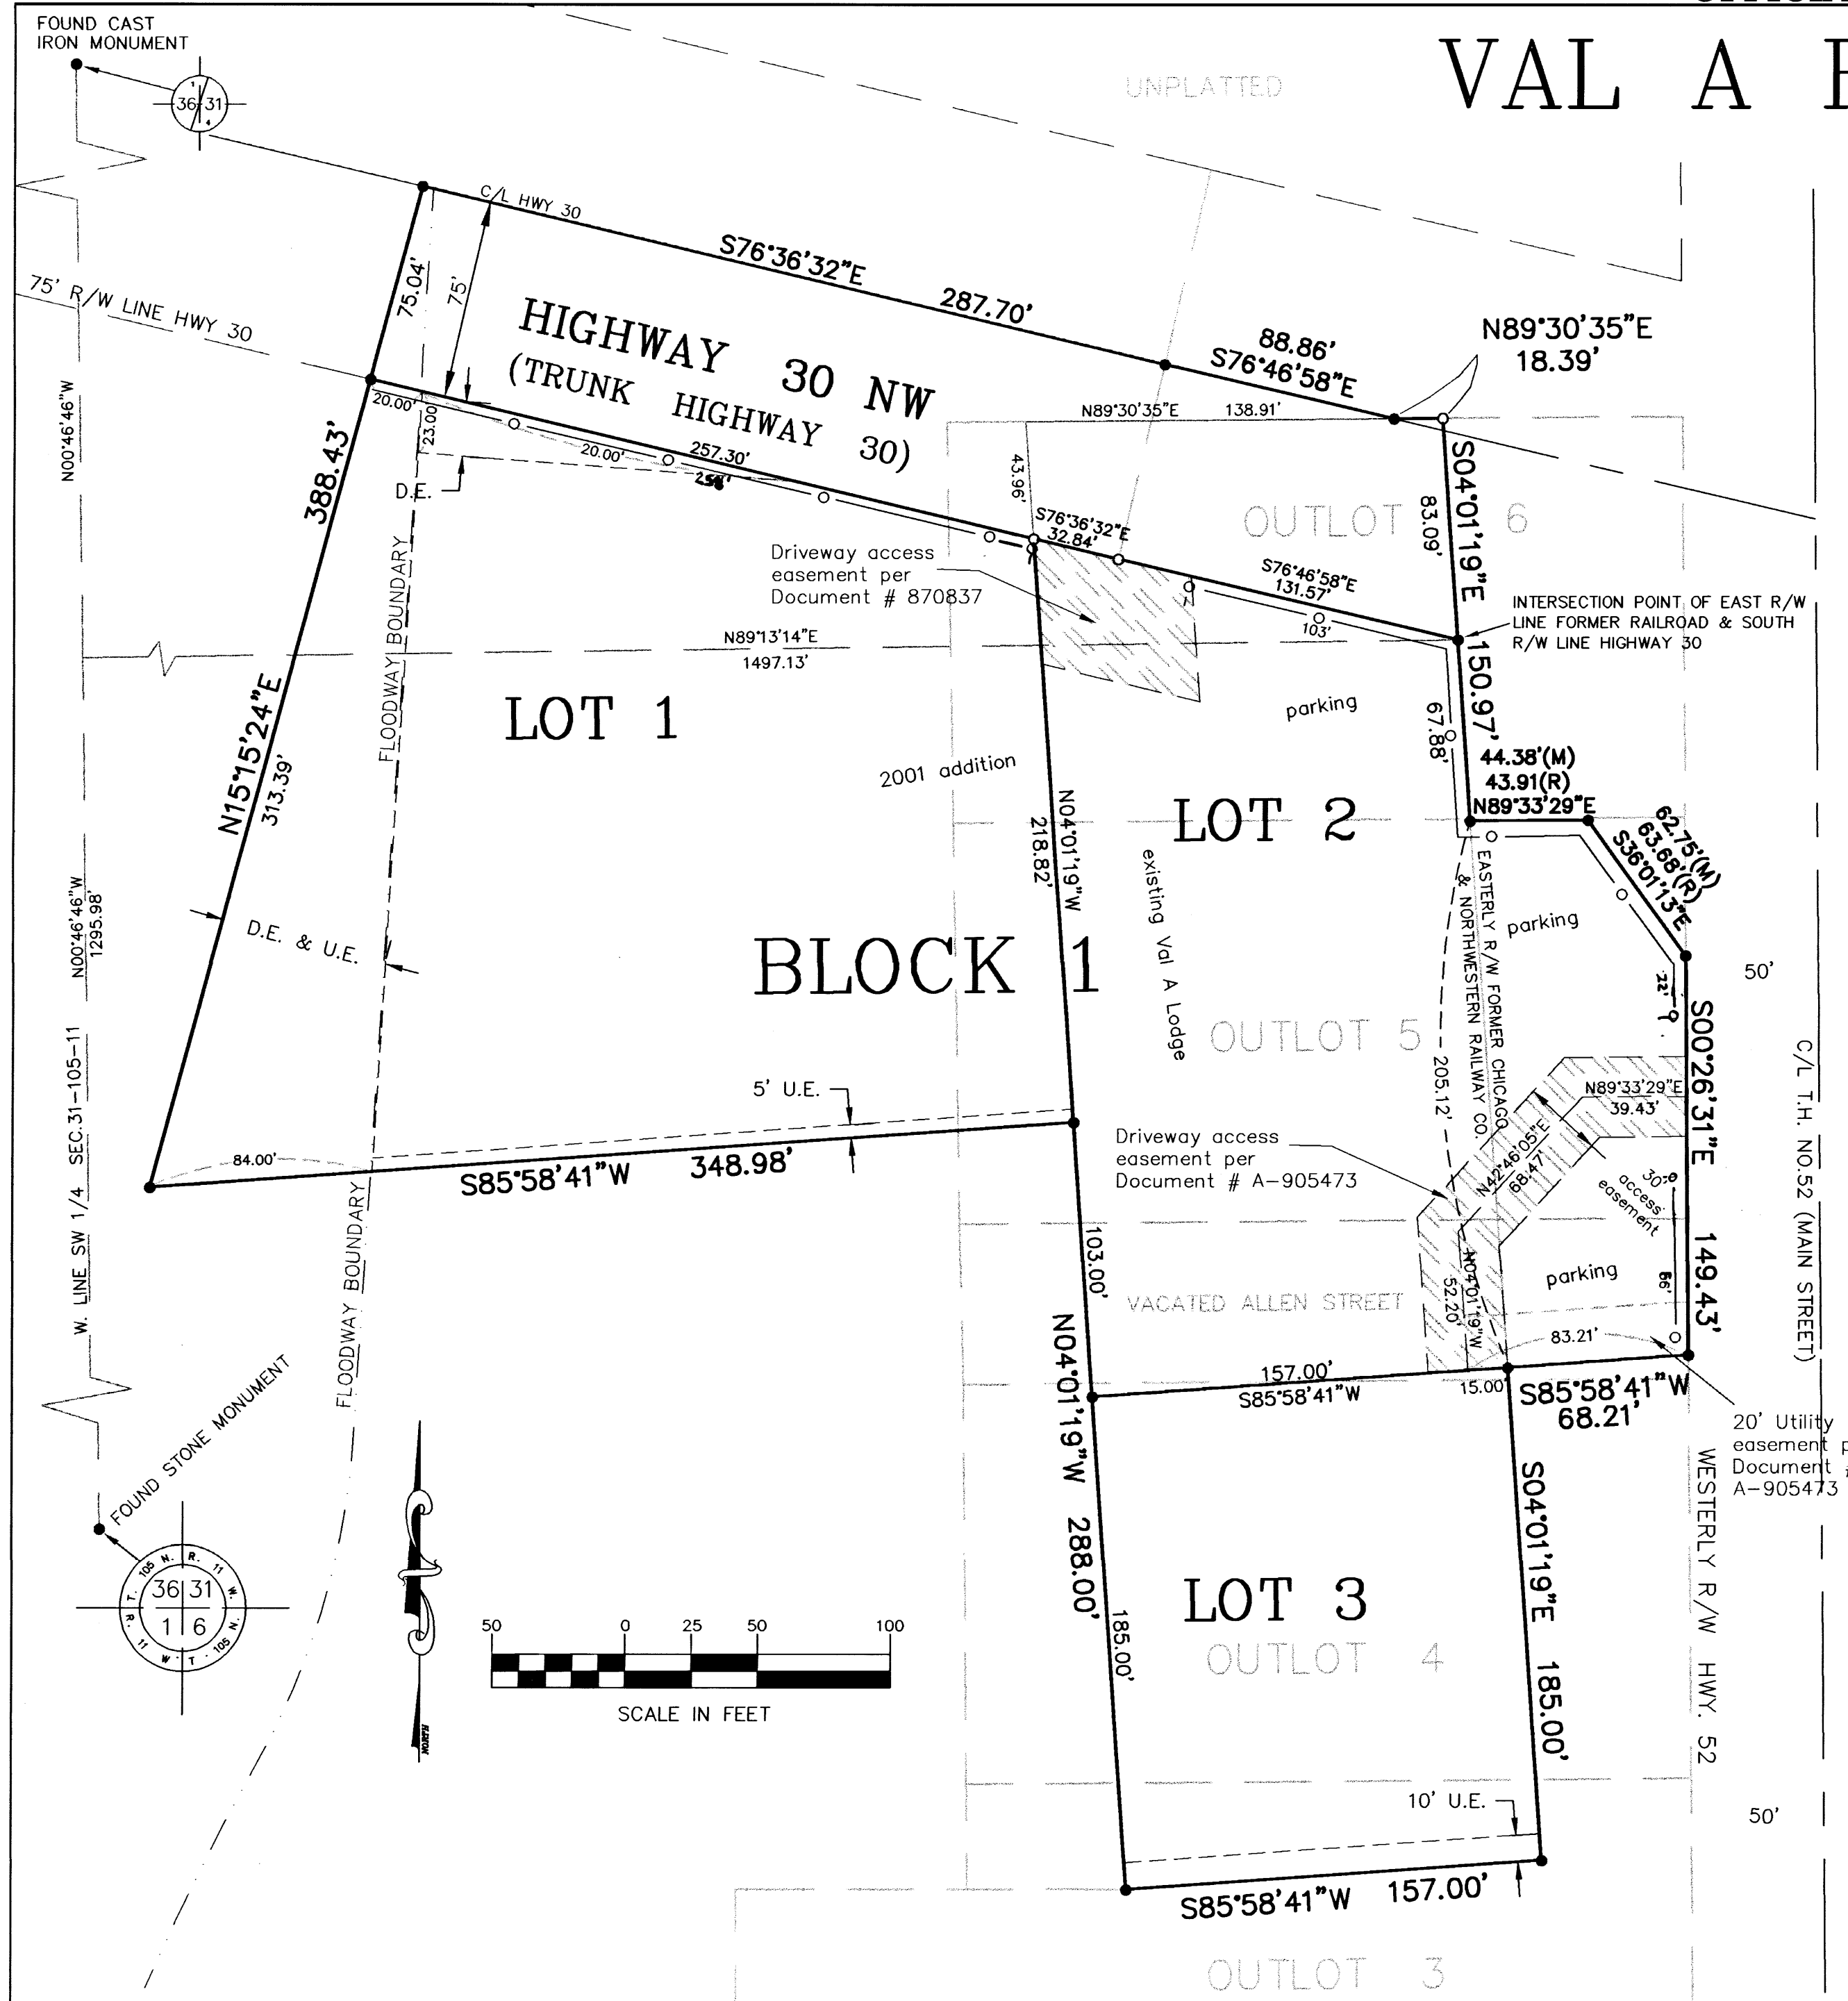 FOUND CAST
IRON MONUMENT
1
36 31
4
UNPLATTED
VAL A
C/L HWY 30
S76°36'32"E
287.70'
75.04'
75'
75' R/W LINE HWY 30
HIGHWAY 30 NW
(TRUNK HIGHWAY 30)
88.86'
S76°46'58"E
N89°30'35"E
18.39'
N89°30'35"E 138.91'
N00°46'46"W
20.00'
23.00'
20.00'
257.30'
D.E.
43.96'
S76°36'32"E
32.84'
OUTLOT 6
83.09'
S04°01'19"E
150.97'
388.43'
Driveway access
easement per
Document # 870837
S76°46'58"E
131.57'
103'
INTERSECTION POINT OF EAST R/W
LINE FORMER RAILROAD & SOUTH
R/W LINE HIGHWAY 30
N89°13'14"E
1497.13'
FLOODWAY BOUNDARY
LOT 1
parking
67.88'
N15°15'24"E
313.39'
2001 addition
44.38'(M)
43.91(R)
N89°33'29"E
N04°01'19"W
218.82'
LOT 2
62.75'(M)
63.68'(R)
S36°01'13"E
existing Val A Lodge
EASTERLY R/W FORMER CHICAGO
& NORTHWESTERN RAILWAY CO.
parking
N00°46'46"W
1295.98'
D.E. & U.E.
BLOCK 1
50'
22'
OUTLOT 5
205.12'
S00°26'31"E
149.43'
C/L T.H. NO.52 (MAIN STREET)
W. LINE SW 1/4 SEC.31-105-11
5' U.E.
N89°33'29"E
39.43'
Driveway access
easement per
Document # A-905473
N42°46'05"E
68.47'
30'
access
easement
84.00'
S85°58'41"W 348.98'
FLOODWAY BOUNDARY
103.00'
VACATED ALLEN STREET
N04°01'19"W
52.20'
parking
66'
83.21'
N04°01'19"W 288.00'
157.00'
S85°58'41"W
15.00'
S85°58'41"W
68.21'
20' Utility
easement p
Document #
A-905473
FOUND STONE MONUMENT
T. 105 N. R. 11 W.
36 31
1 6
R. 11 W. T. 105 N.
NORTH
50 0 25 50 100
SCALE IN FEET
S04°01'19"E 185.00'
WESTERLY R/W HWY. 52
LOT 3
OUTLOT 4
185.00'
10' U.E.
50'
S85°58'41"W 157.00'
OUTLOT 3